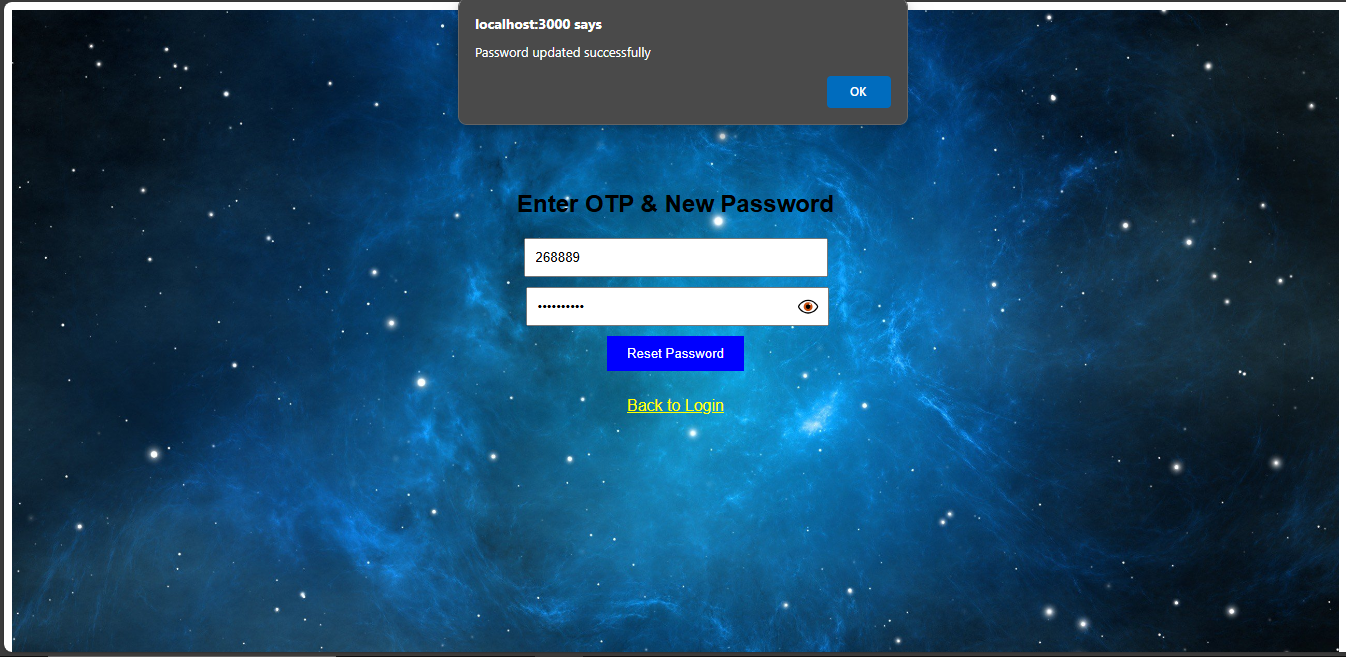 localhost:3000 says
Password updated successfully
OK
Enter OTP & New Password
268889
••••••••••
Reset Password
Back to Login